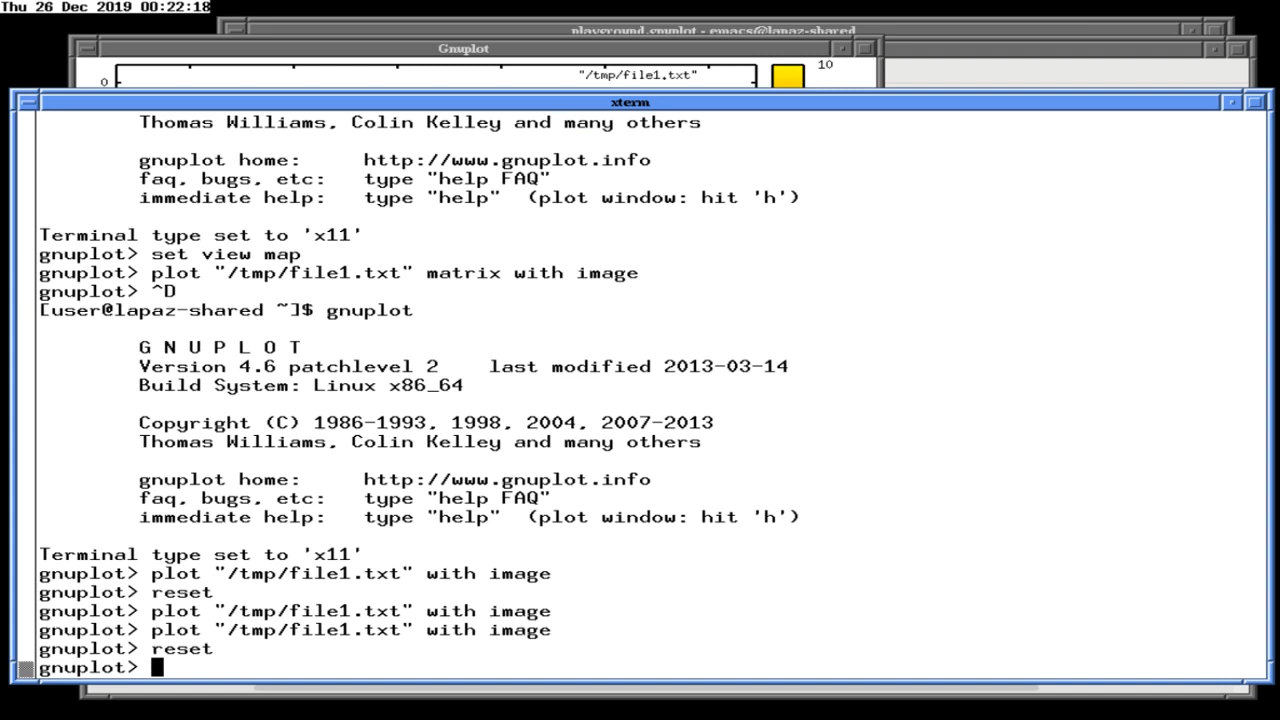 Thu 26 Dec 2019 00:22:18
playground.gnuplot - emacs@lapaz-shared
Gnuplot
0
"/tmp/file1.txt"
10
xterm
Thomas Williams, Colin Kelley and many others
gnuplot home:     http://www.gnuplot.info
faq, bugs, etc:   type "help FAQ"
immediate help:   type "help"  (plot window: hit 'h')
Terminal type set to 'x11'
gnuplot> set view map
gnuplot> plot "/tmp/file1.txt" matrix with image
gnuplot> ^D
[user@lapaz-shared ~]$ gnuplot
G N U P L O T
Version 4.6 patchlevel 2    last modified 2013-03-14
Build System: Linux x86_64
Copyright (C) 1986-1993, 1998, 2004, 2007-2013
Thomas Williams, Colin Kelley and many others
gnuplot home:     http://www.gnuplot.info
faq, bugs, etc:   type "help FAQ"
immediate help:   type "help"  (plot window: hit 'h')
Terminal type set to 'x11'
gnuplot> plot "/tmp/file1.txt" with image
gnuplot> reset
gnuplot> plot "/tmp/file1.txt" with image
gnuplot> plot "/tmp/file1.txt" with image
gnuplot> reset
gnuplot>